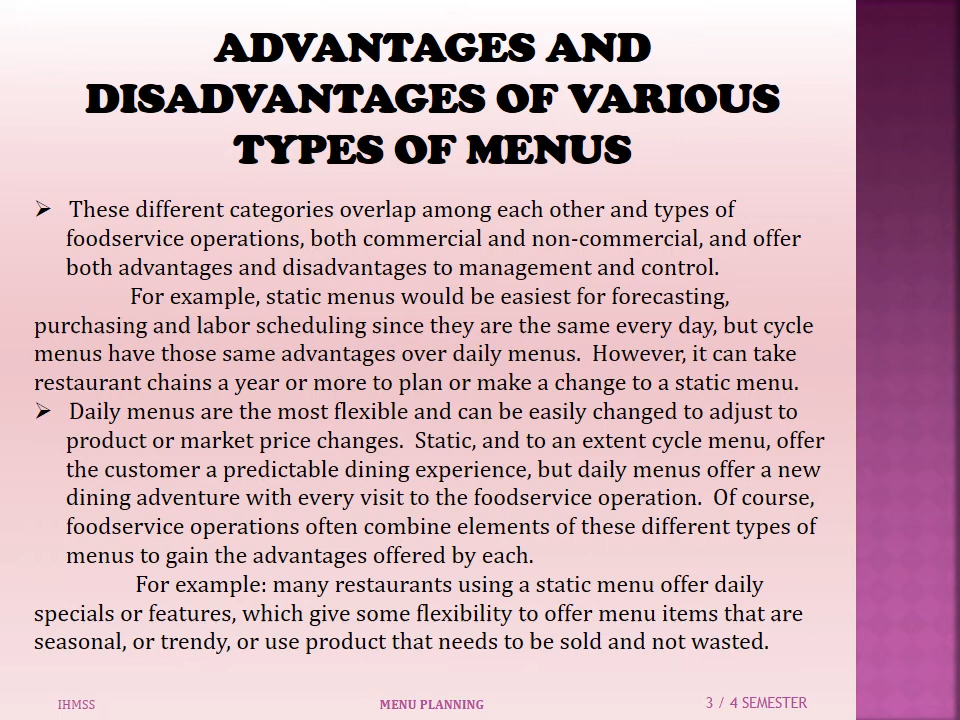 ADVANTAGES AND
DISADVANTAGES OF VARIOUS
TYPES OF MENUS
➢ These different categories overlap among each other and types of
foodservice operations, both commercial and non-commercial, and offer
both advantages and disadvantages to management and control.
For example, static menus would be easiest for forecasting,
purchasing and labor scheduling since they are the same every day, but cycle
menus have those same advantages over daily menus. However, it can take
restaurant chains a year or more to plan or make a change to a static menu.
➢ Daily menus are the most flexible and can be easily changed to adjust to
product or market price changes. Static, and to an extent cycle menu, offer
the customer a predictable dining experience, but daily menus offer a new
dining adventure with every visit to the foodservice operation. Of course,
foodservice operations often combine elements of these different types of
menus to gain the advantages offered by each.
For example: many restaurants using a static menu offer daily
specials or features, which give some flexibility to offer menu items that are
seasonal, or trendy, or use product that needs to be sold and not wasted.
IHMSS MENU PLANNING 3 / 4 SEMESTER